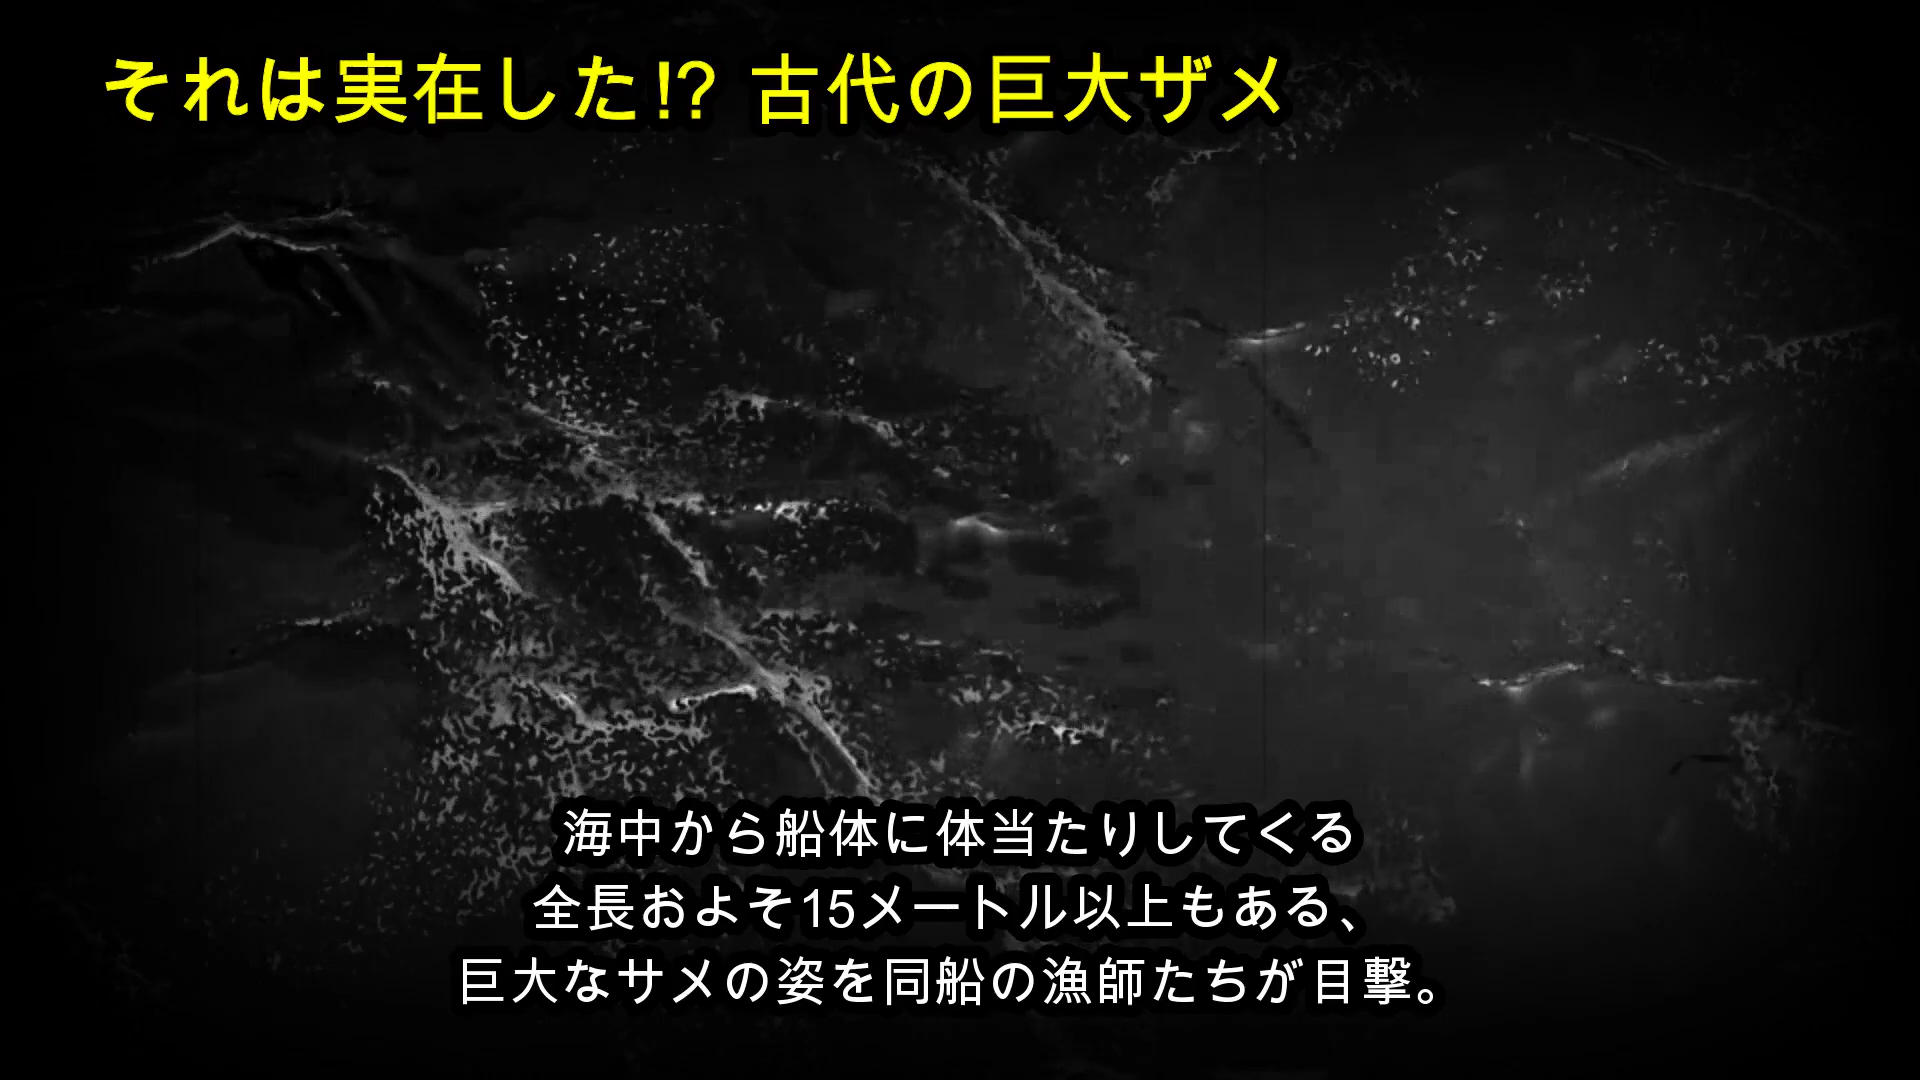 それは実在した!? 古代の巨大ザメ
海中から船体に体当たりしてくる
全長およそ15メートル以上もある、
巨大なサメの姿を同船の漁師たちが目撃。